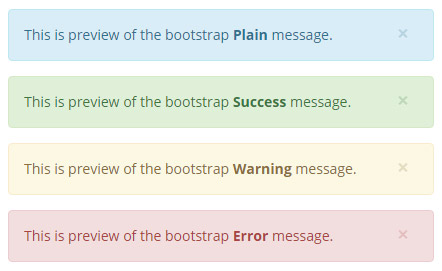 This is preview of the bootstrap Plain message. ×
This is preview of the bootstrap Success message. ×
This is preview of the bootstrap Warning message. ×
This is preview of the bootstrap Error message. ×